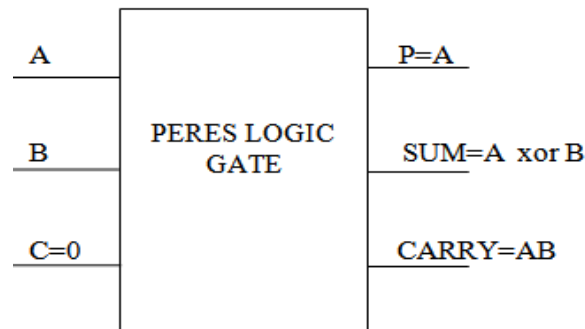 A
P=A
PERES LOGIC
GATE
B
SUM=A xor B
C=0
CARRY=AB